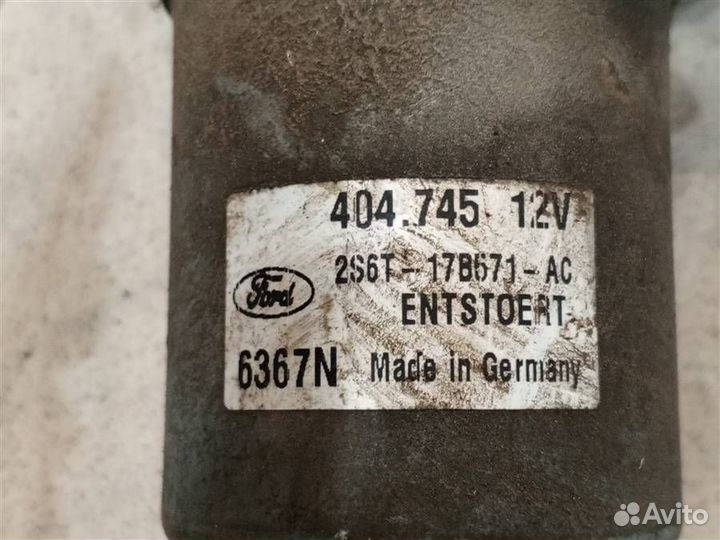 404.745 12V
2S6T-17B571-AC
Ford
ENTSTOERT
6367N Made in Germany
Avito